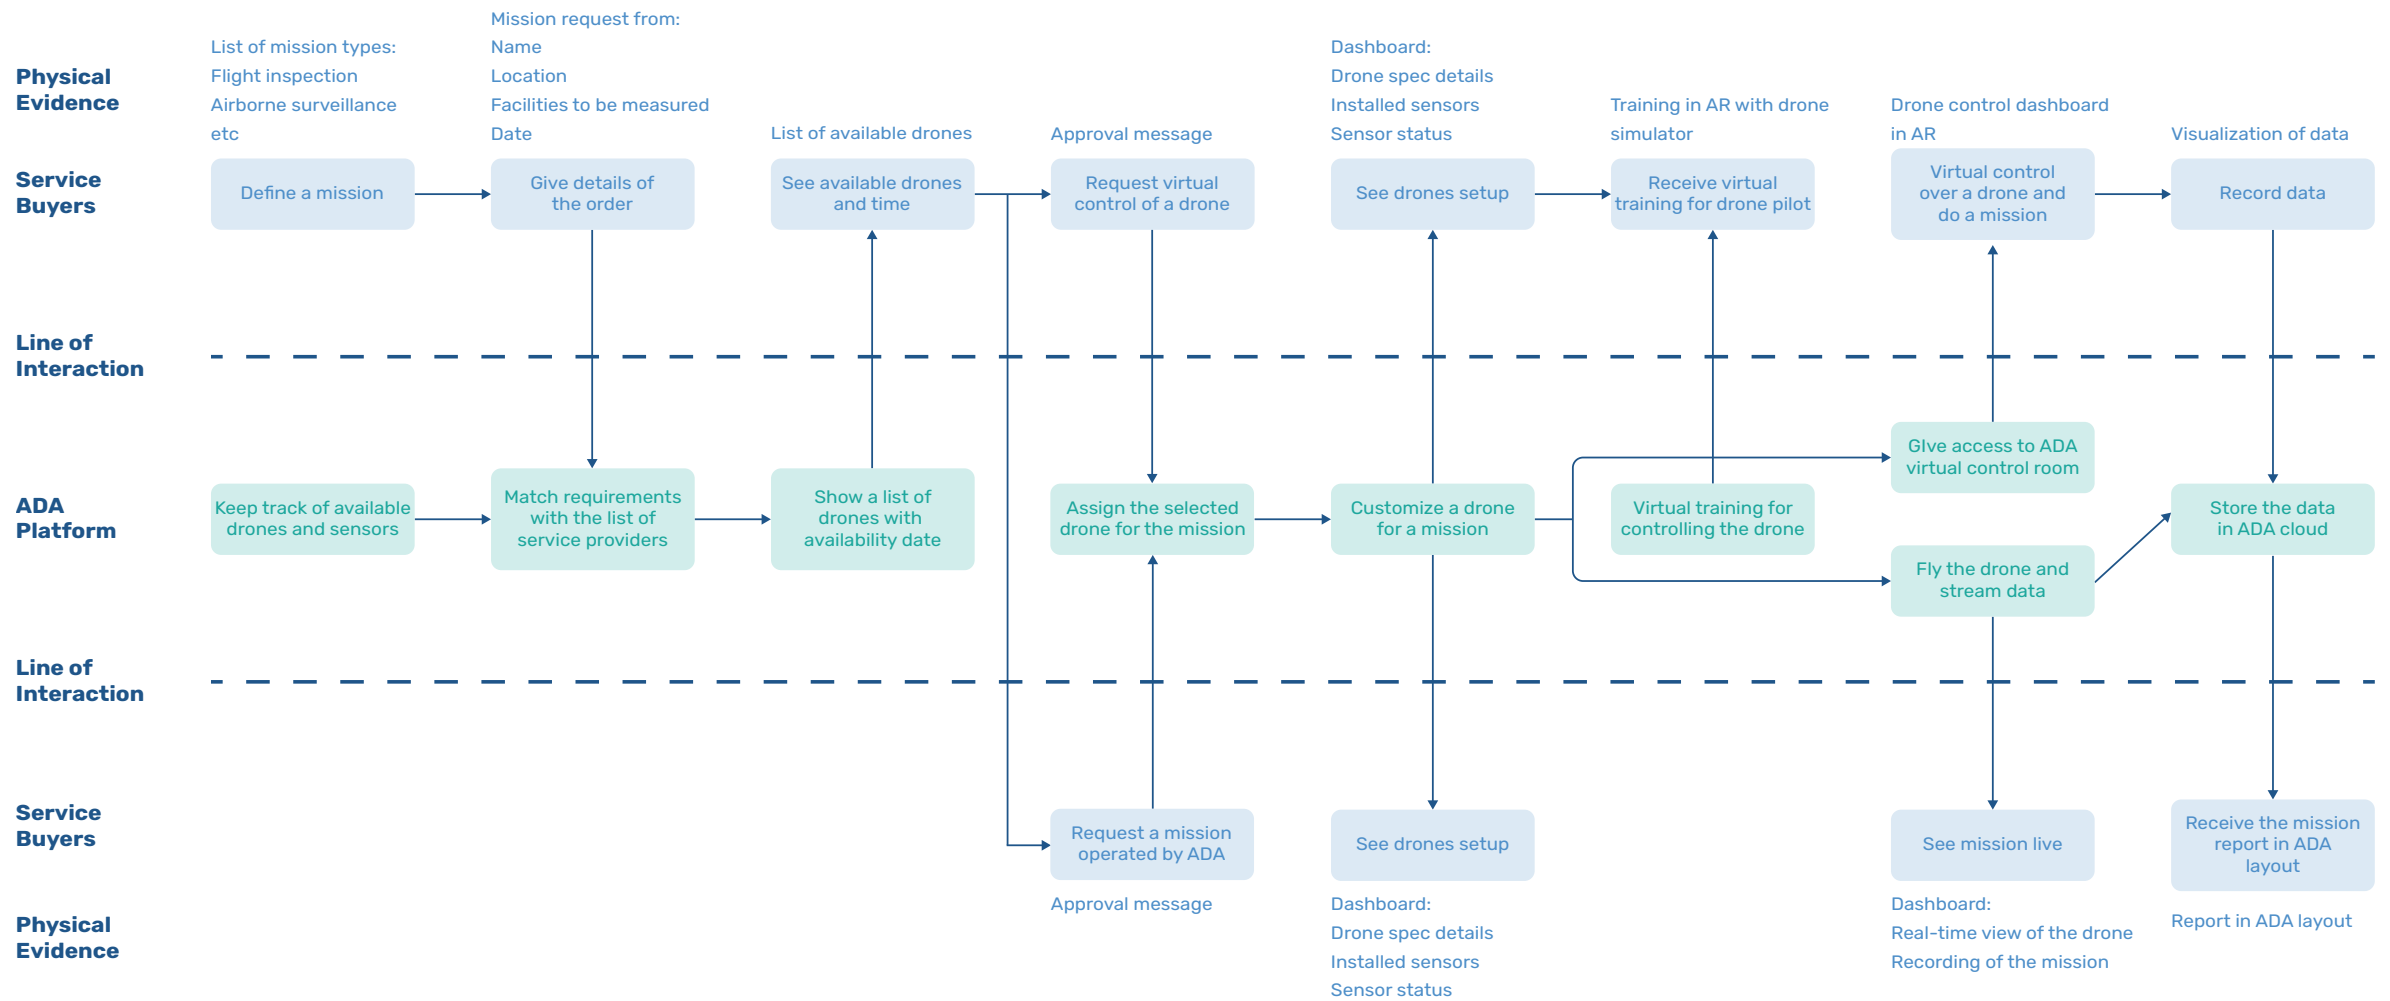 Physical
Evidence
List of mission types:
Flight inspection
Airborne surveillance
etc
Mission request from:
Name
Location
Facilities to be measured
Date
List of available drones
Approval message
Dashboard:
Drone spec details
Installed sensors
Sensor status
Training in AR with drone
simulator
Drone control dashboard
in AR
Visualization of data
Service
Buyers
Define a mission
Give details of
the order
See available drones
and time
Request virtual
control of a drone
See drones setup
Receive virtual
training for drone pilot
Virtual control
over a drone and
do a mission
Record data
Line of
Interaction
ADA
Platform
Keep track of available
drones and sensors
Match requirements
with the list of
service providers
Show a list of
drones with
availability date
Assign the selected
drone for the mission
Customize a drone
for a mission
Virtual training for
controlling the drone
GIve access to ADA
virtual control room
Fly the drone and
stream data
Store the data
in ADA cloud
Line of
Interaction
Service
Buyers
Request a mission
operated by ADA
See drones setup
See mission live
Receive the mission
report in ADA
layout
Physical
Evidence
Approval message
Dashboard:
Drone spec details
Installed sensors
Sensor status
Dashboard:
Real-time view of the drone
Recording of the mission
Report in ADA layout